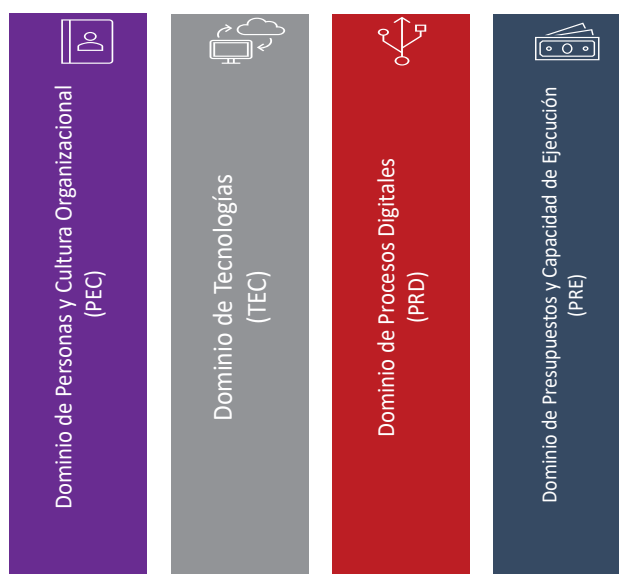 Dominio de Personas y Cultura Organizacional
(PEC)
Dominio de Tecnologías
(TEC)
Dominio de Procesos Digitales
(PRD)
Dominio de Presupuestos y Capacidad de Ejecución
(PRE)